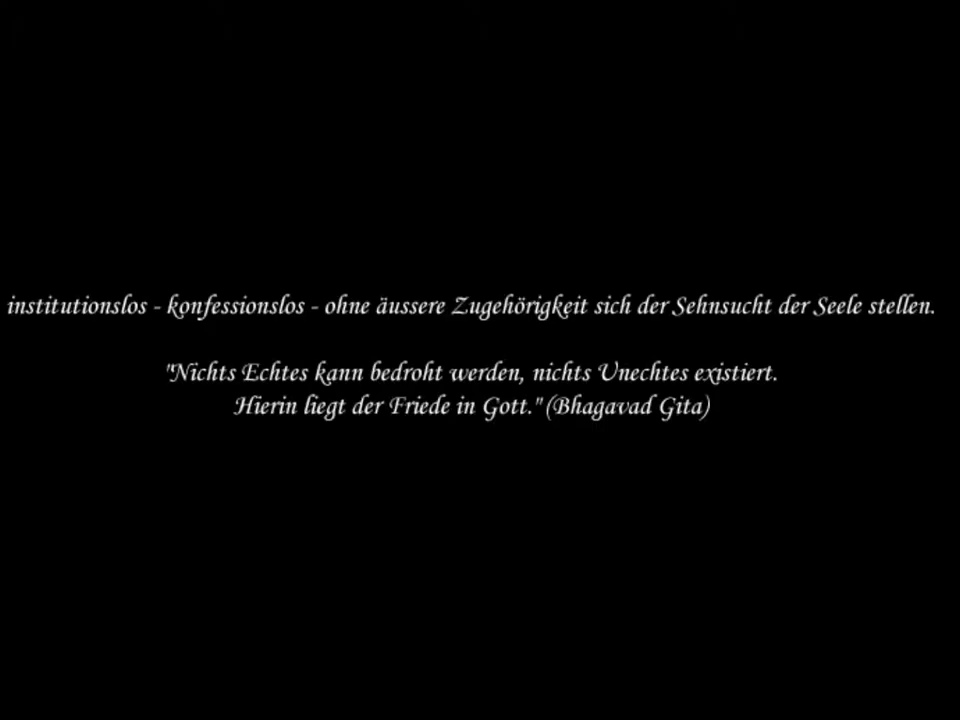 institutionslos - konfessionslos - ohne äussere Zugehörigkeit sich der Sehnsucht der Seele stellen.
"Nichts Echtes kann bedroht werden, nichts Unechtes existiert.
Hierin liegt der Friede in Gott." (Bhagavad Gita)